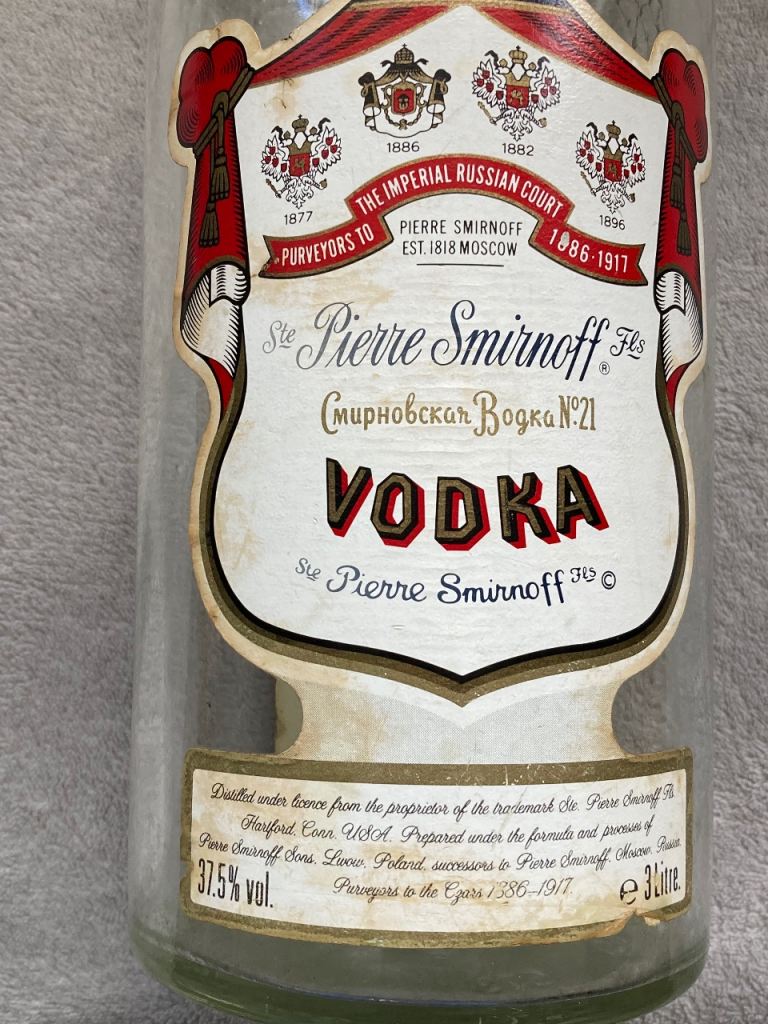 1886
1882
1877
1896
PURVEYORS TO THE IMPERIAL RUSSIAN COURT 1886-1917
PIERRE SMIRNOFF
EST. 1818 MOSCOW
Ste Pierre Smirnoff Fls ®
Смирновская Водка №21
VODKA
Ste Pierre Smirnoff Fls ©
Distilled under licence from the proprietor of the trademark Ste. Pierre Smirnoff Fls
Hartford, Conn. USA. Prepared under the formula and processes of
Pierre Smirnoff Sons, Lwow, Poland, successors to Pierre Smirnoff, Moscow, Russia.
Purveyors to the Czars 1886-1917.
37.5% vol.
℮ 3 Litre.